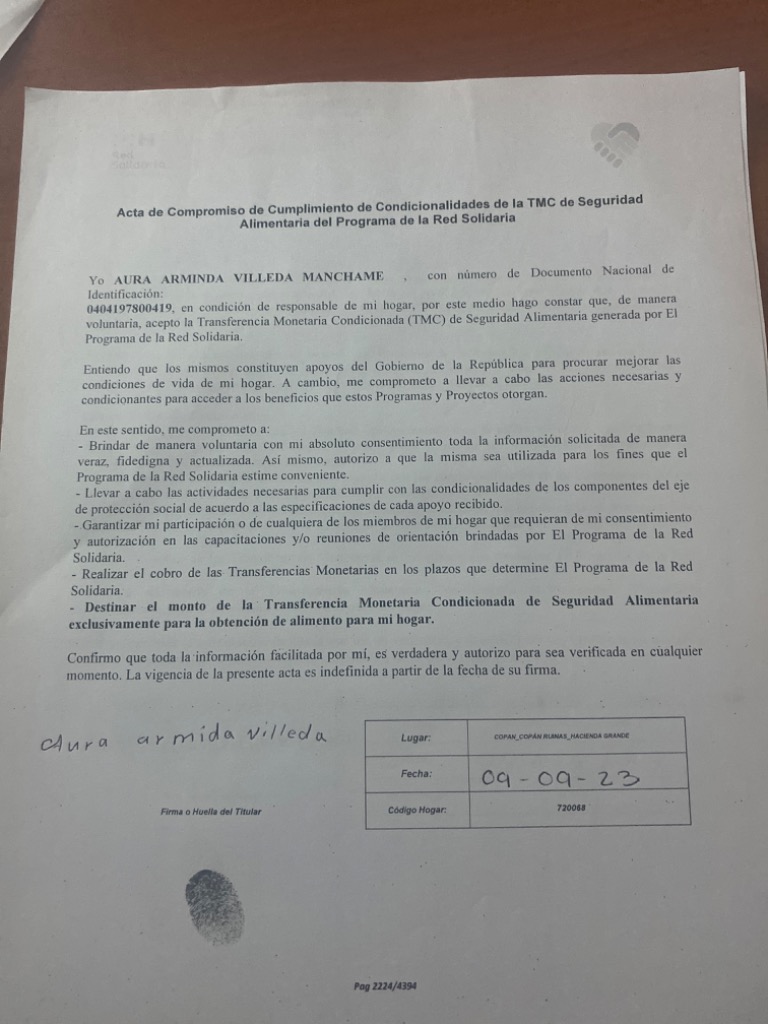 Red
Solidaria
Acta de Compromiso de Cumplimiento de Condicionalidades de la TMC de Seguridad
Alimentaria del Programa de la Red Solidaria
Yo AURA ARMINDA VILLEDA MANCHAME , con número de Documento Nacional de
Identificación:
0404197800419, en condición de responsable de mi hogar, por este medio hago constar que, de manera
voluntaria, acepto la Transferencia Monetaria Condicionada (TMC) de Seguridad Alimentaria generada por El
Programa de la Red Solidaria.
Entiendo que los mismos constituyen apoyos del Gobierno de la República para procurar mejorar las
condiciones de vida de mi hogar. A cambio, me comprometo a llevar a cabo las acciones necesarias y
condicionantes para acceder a los beneficios que estos Programas y Proyectos otorgan.
En este sentido, me comprometo a:
- Brindar de manera voluntaria con mi absoluto consentimiento toda la información solicitada de manera
veraz, fidedigna y actualizada. Así mismo, autorizo a que la misma sea utilizada para los fines que el
Programa de la Red Solidaria estime conveniente.
- Llevar a cabo las actividades necesarias para cumplir con las condicionalidades de los componentes del eje
de protección social de acuerdo a las especificaciones de cada apoyo recibido.
- Garantizar mi participación o de cualquiera de los miembros de mi hogar que requieran de mi consentimiento
y autorización en las capacitaciones y/o reuniones de orientación brindadas por El Programa de la Red
Solidaria.
- Realizar el cobro de las Transferencias Monetarias en los plazos que determine El Programa de la Red
Solidaria.
- Destinar el monto de la Transferencia Monetaria Condicionada de Seguridad Alimentaria
exclusivamente para la obtención de alimento para mi hogar.
Confirmo que toda la información facilitada por mí, es verdadera y autorizo para sea verificada en cualquier
momento. La vigencia de la presente acta es indefinida a partir de la fecha de su firma.
Aura armida villeda
Firma o Huella del Titular
Lugar: COPAN_COPÁN RUINAS_HACIENDA GRANDE
Fecha: 09-09-23
Código Hogar: 720068
Pag 2224/4394